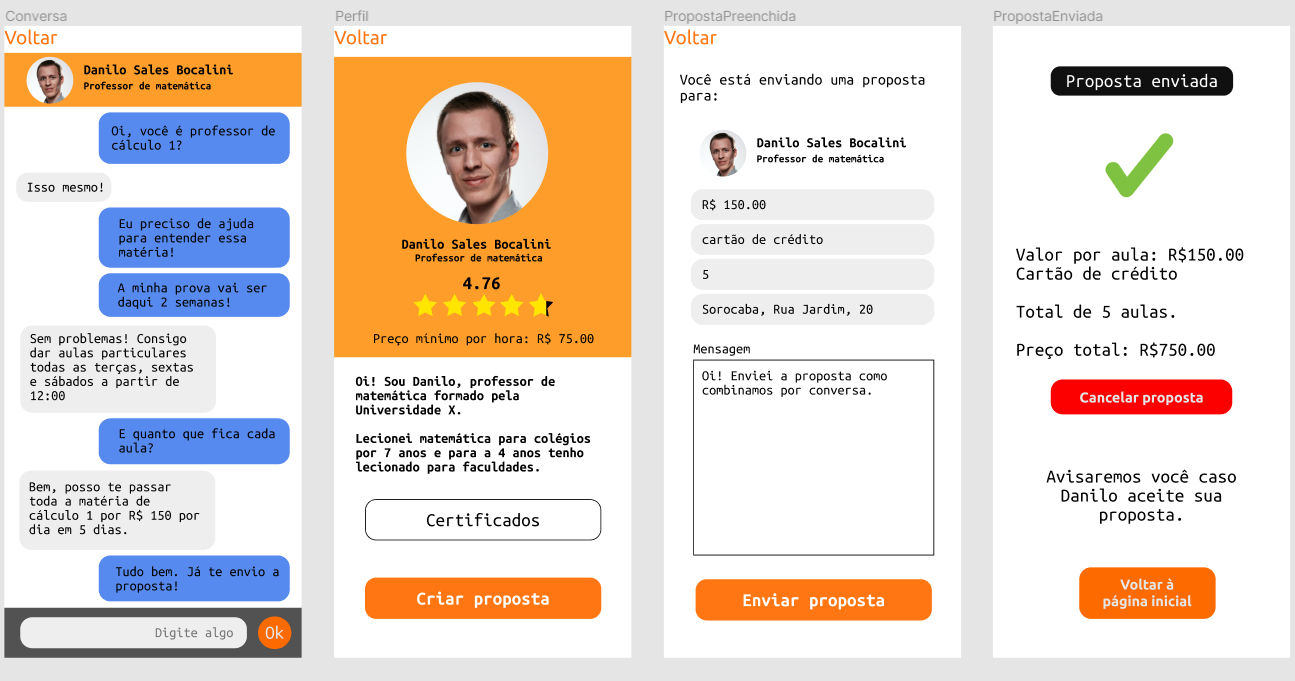 Conversa
Voltar
Danilo Sales Bocalini
Professor de matemática
Oi, você é professor de
cálculo 1?
Isso mesmo!
Eu preciso de ajuda
para entender essa
matéria!
A minha prova vai ser
daqui 2 semanas!
Sem problemas! Consigo
dar aulas particulares
todas as terças, sextas
e sábados a partir de
12:00
E quanto que fica cada
aula?
Bem, posso te passar
toda a matéria de
cálculo 1 por R$ 150 por
dia em 5 dias.
Tudo bem. Já te envio a
proposta!
Digite algo
Ok
Perfil
Voltar
Danilo Sales Bocalini
Professor de matemática
4.76
Preço mínimo por hora: R$ 75.00
Oi! Sou Danilo, professor de
matemática formado pela
Universidade X.
Lecionei matemática para colégios
por 7 anos e para a 4 anos tenho
lecionado para faculdades.
Certificados
Criar proposta
PropostaPreenchida
Voltar
Você está enviando uma proposta
para:
Danilo Sales Bocalini
Professor de matemática
R$ 150.00
cartão de crédito
5
Sorocaba, Rua Jardim, 20
Mensagem
Oi! Enviei a proposta como
combinamos por conversa.
Enviar proposta
PropostaEnviada
Proposta enviada
Valor por aula: R$150.00
Cartão de crédito
Total de 5 aulas.
Preço total: R$750.00
Cancelar proposta
Avisaremos você caso
Danilo aceite sua
proposta.
Voltar à
página inicial